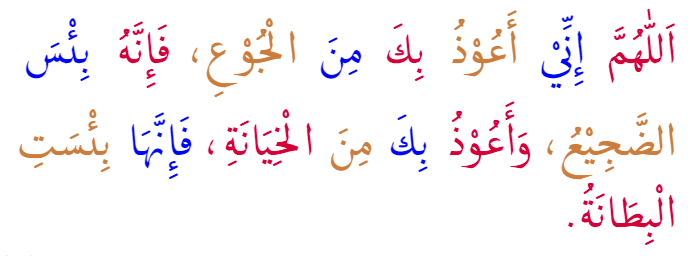 اَللّٰهُمَّ إِنِّيْ أَعُوْذُ بِكَ مِنَ الْجُوْعِ، فَإِنَّهُ بِئْسَ
الضَّجِيْعُ، وَأَعُوْذُ بِكَ مِنَ الْخِيَانَةِ، فَإِنَّهَا بِئْسَتِ
الْبِطَانَةُ.